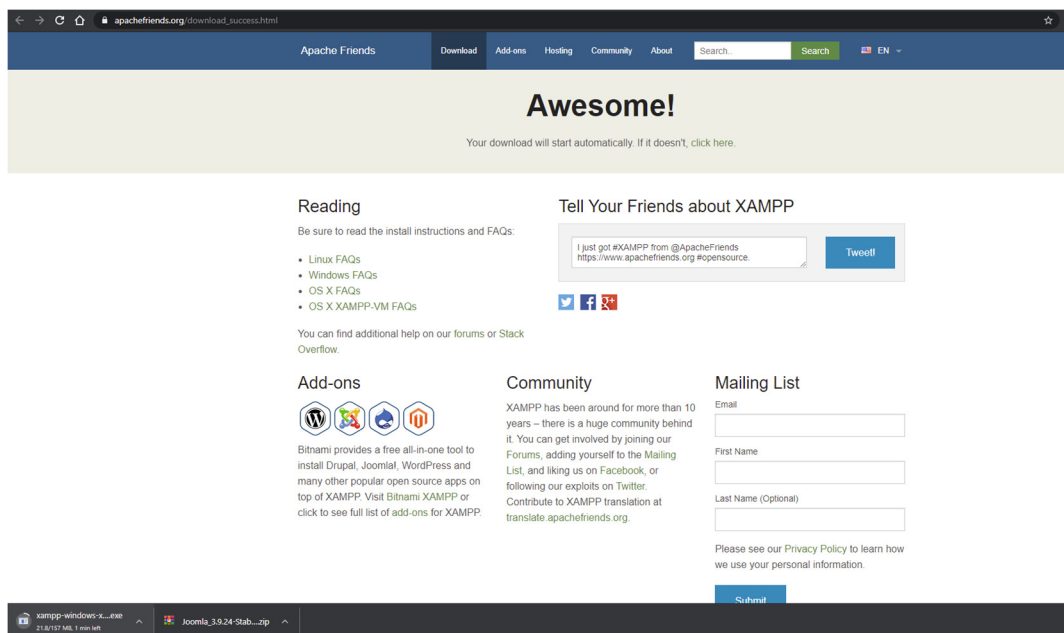 apachefriends.org/download_success.html
Apache Friends
Download
Add-ons
Hosting
Community
About
Search..
Search
EN
Awesome!
Your download will start automatically. If it doesn't, click here.
Reading
Be sure to read the install instructions and FAQs:
Linux FAQs
Windows FAQs
OS X FAQs
OS X XAMPP-VM FAQs
You can find additional help on our forums or Stack
Overflow.
Tell Your Friends about XAMPP
I just got #XAMPP from @ApacheFriends
https://www.apachefriends.org #opensource.
Tweet!
Add-ons
Bitnami provides a free all-in-one tool to
install Drupal, Joomla!, WordPress and
many other popular open source apps on
top of XAMPP. Visit Bitnami XAMPP or
click to see full list of add-ons for XAMPP.
Community
XAMPP has been around for more than 10
years – there is a huge community behind
it. You can get involved by joining our
Forums, adding yourself to the Mailing
List, and liking us on Facebook, or
following our exploits on Twitter.
Contribute to XAMPP translation at
translate.apachefriends.org.
Mailing List
Email
First Name
Last Name (Optional)
Please see our Privacy Policy to learn how
we use your personal information.
Submit
xampp-windows-x....exe
21.8/157 MB, 1 min left
Joomla_3.9.24-Stab....zip